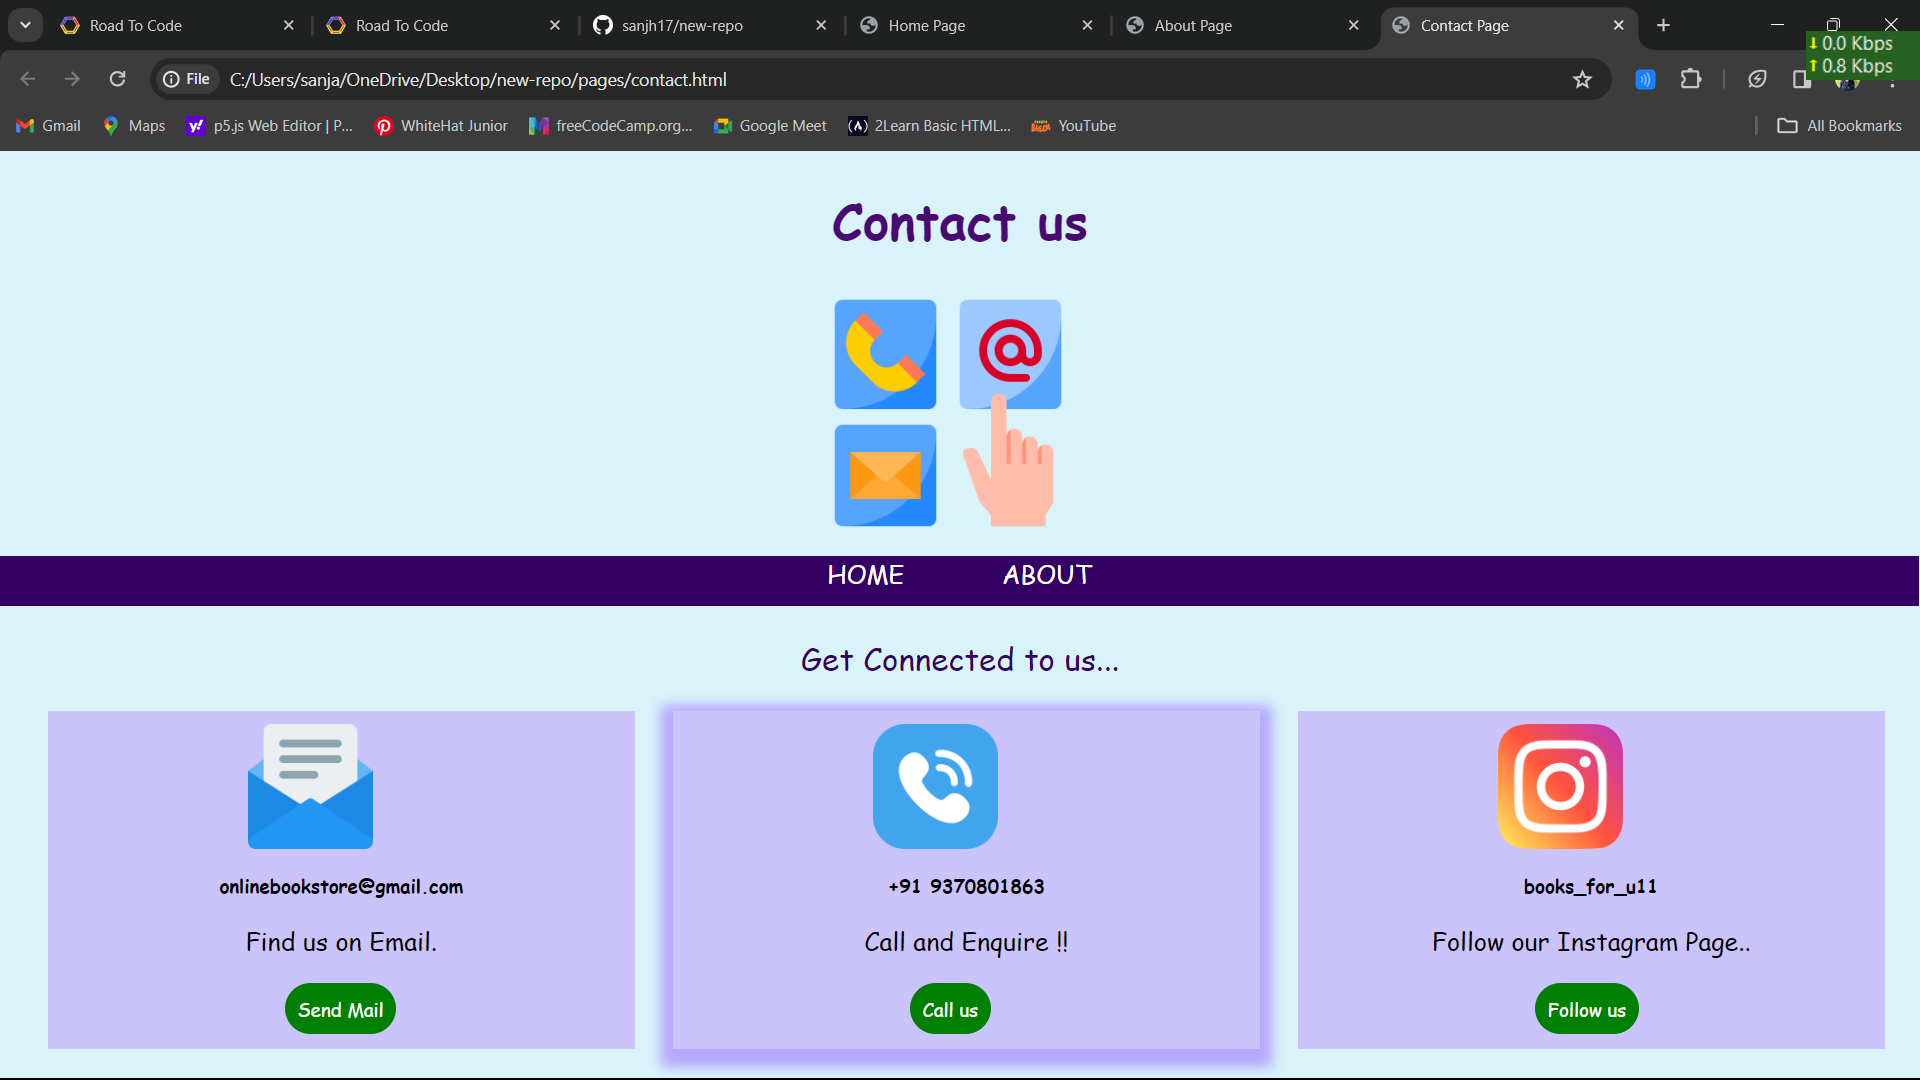 Road To Code
Road To Code
sanjh17/new-repo
Home Page
About Page
Contact Page
0.0 Kbps
0.8 Kbps
File
C:/Users/sanja/OneDrive/Desktop/new-repo/pages/contact.html
Gmail
Maps
p5.js Web Editor | P...
WhiteHat Junior
freeCodeCamp.org...
Google Meet
2Learn Basic HTML...
YouTube
All Bookmarks
Contact us
@
HOME ABOUT
Get Connected to us...
onlinebookstore@gmail.com
Find us on Email.
Send Mail
+91 9370801863
Call and Enquire !!
Call us
books_for_u11
Follow our Instagram Page..
Follow us